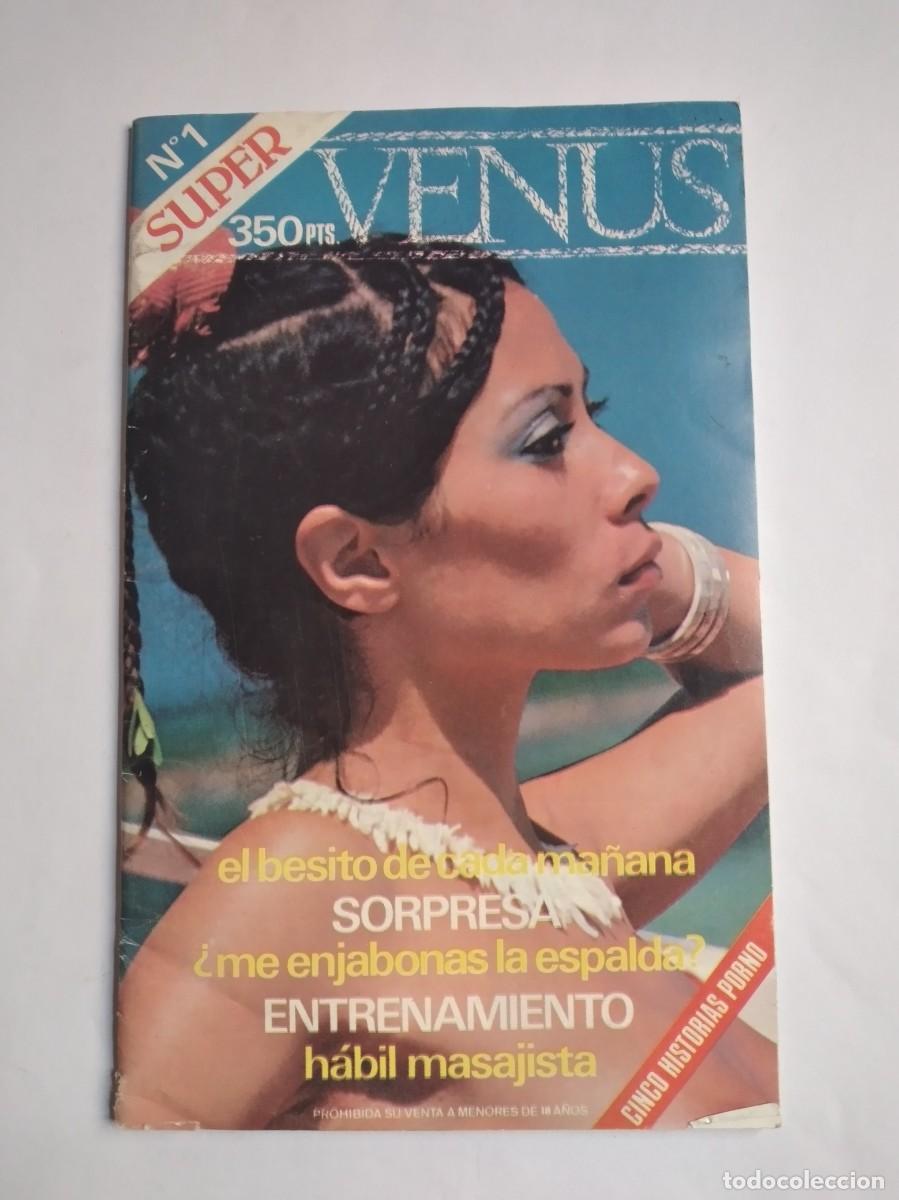 Nº1
SUPER
350 PTS.
VENUS
el besito de cada mañana
SORPRESA
¿me enjabonas la espalda?
ENTRENAMIENTO
hábil masajista
CINCO HISTORIAS PORNO
PROHIBIDA SU VENTA A MENORES DE 18 AÑOS
todocoleccion